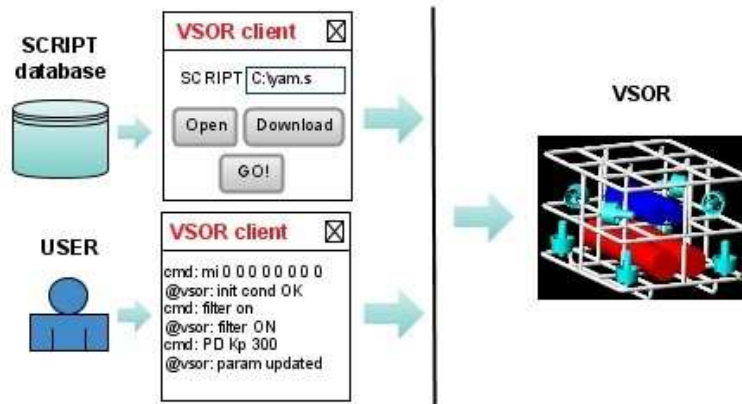 SCRIPT
database
VSOR client
SCRIPT C:\yam.s
Open Download
GO!
VSOR
USER
VSOR client
cmd: mi 0 0 0 0 0 0 0 0
@vsor: init cond OK
cmd: filter on
@vsor: filter ON
cmd: PD Kp 300
@vsor: param updated